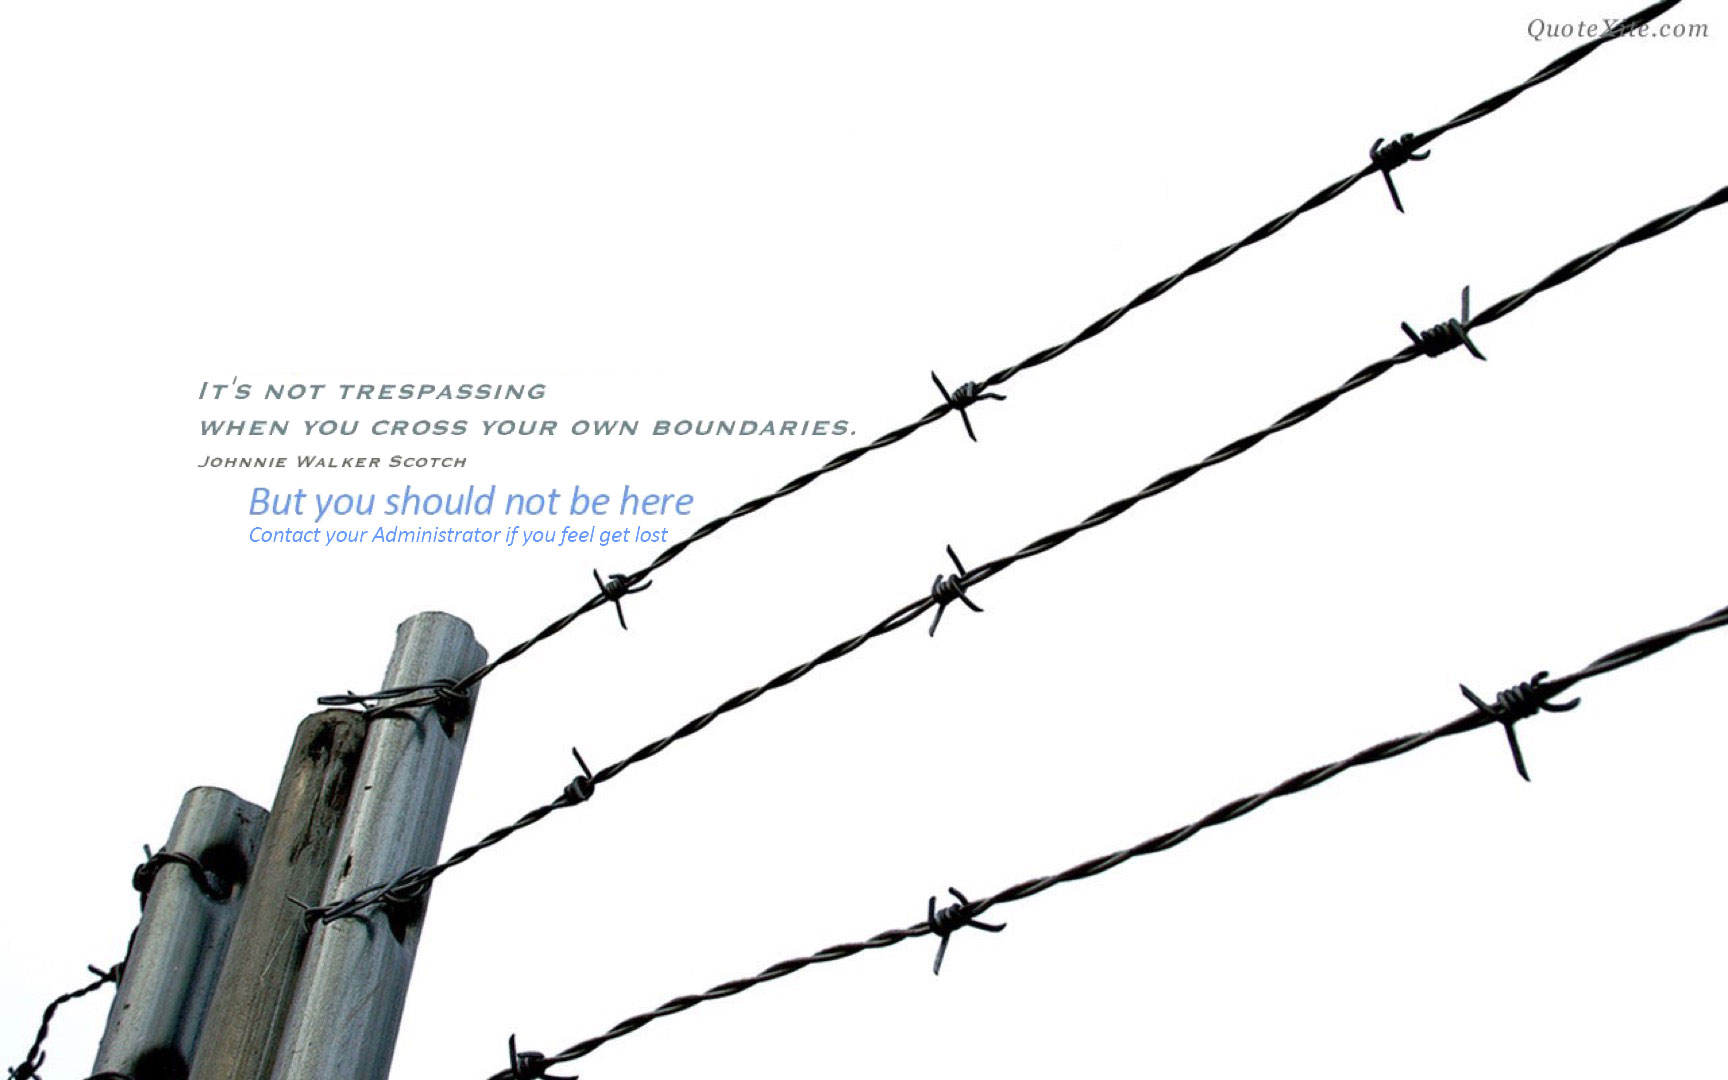 QuoteXite.com
It's not trespassing
when you cross your own boundaries.
Johnnie Walker Scotch
But you should not be here
Contact your Administrator if you feel get lost